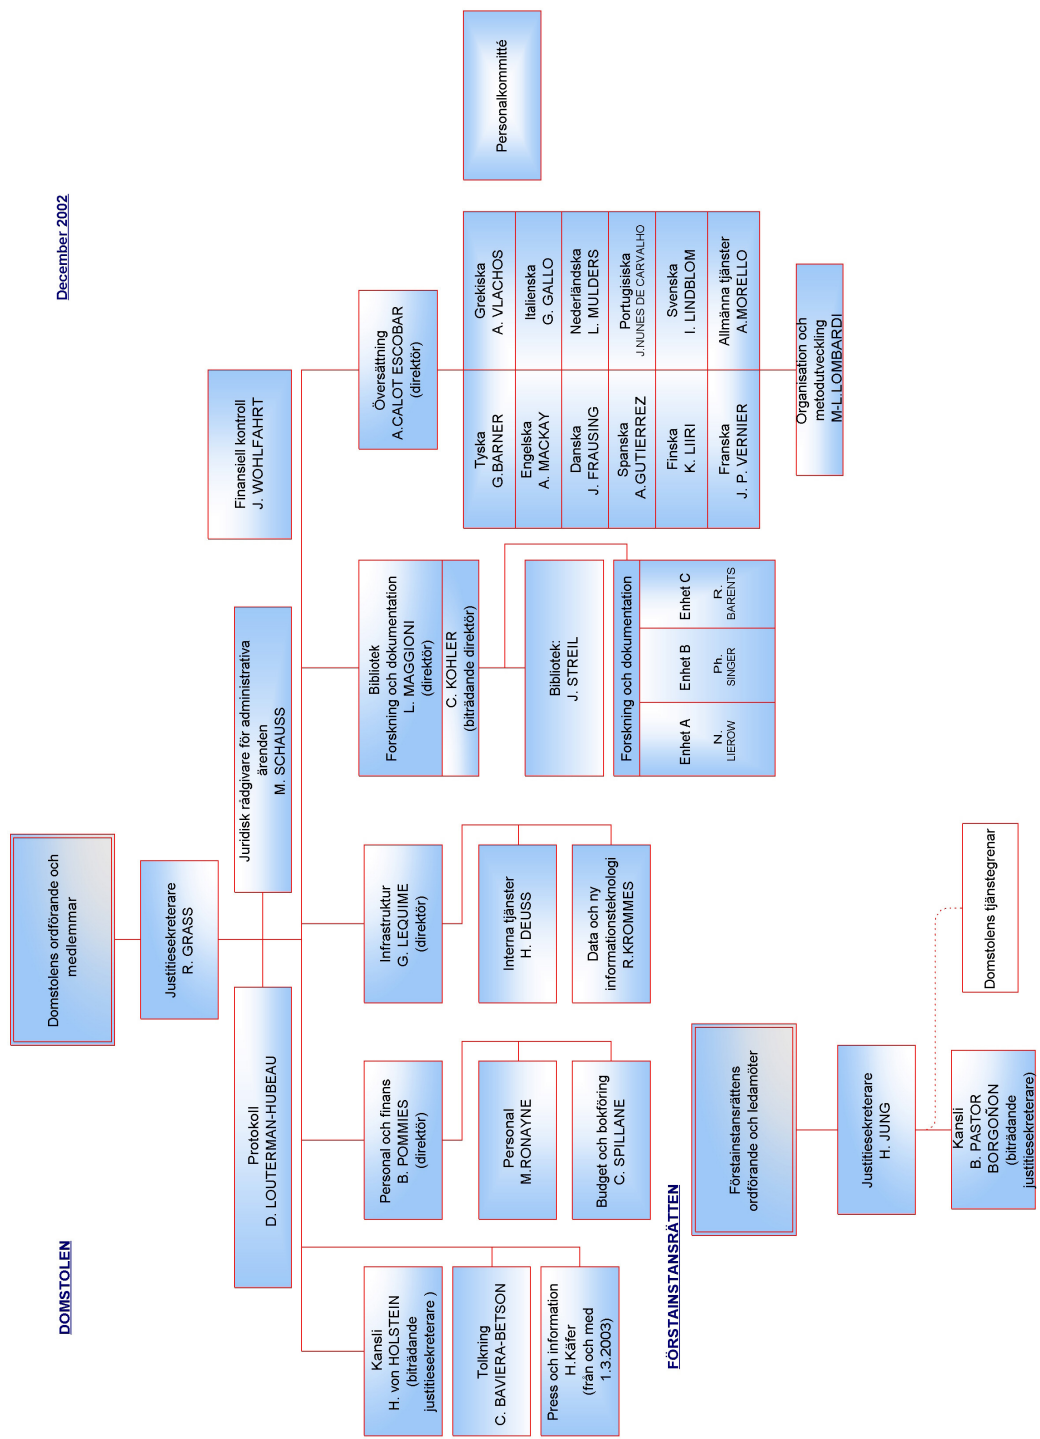 DOMSTOLEN
December 2002
Domstolens ordförande och
medlemmar
Justitiesekreterare
R. GRASS
Protokoll
D. LOUTERMAN-HUBEAU
Juridisk rådgivare för administrativa
ärenden
M. SCHAUSS
Finansiell kontroll
J. WOHLFAHRT
Kansli
H. von HOLSTEIN
(biträdande
justitiesekreterare )
Tolkning
C. BAVIERA-BETSON
Press och information
H.Käfer
(från och med
1.3.2003)
Personal och finans
B. POMMIES
(direktör)
Personal
M.RONAYNE
Budget och bokföring
C. SPILLANE
Infrastruktur
G. LEQUIME
(direktör)
Interna tjänster
H. DEUSS
Data och ny
informationsteknologi
R.KROMMES
Bibliotek
Forskning och dokumentation
L. MAGGIONI
(direktör)
C. KOHLER
(biträdande direktör)
Bibliotek:
J. STREIL
Forskning och dokumentation
Enhet A
N.
LIEROW
Enhet B
Ph.
SINGER
Enhet C
R.
BARENTS
Översättning
A.CALOT ESCOBAR
(direktör)
Tyska
G.BARNER
Grekiska
A. VLACHOS
Engelska
A. MACKAY
Italienska
G. GALLO
Danska
J. FRAUSING
Nederländska
L. MULDERS
Spanska
A.GUTIERREZ
Portugisiska
J.NUNES DE CARVALHO
Finska
K. LIIRI
Svenska
I. LINDBLOM
Franska
J. P. VERNIER
Allmänna tjänster
A.MORELLO
Organisation och
metodutveckling
M-L.LOMBARDI
Personalkommitté
FÖRSTAINSTANSRÄTTEN
Förstainstansrättens
ordförande och ledamöter
Justitiesekreterare
H. JUNG
Kansli
B. PASTOR
BORGOÑON
(biträdande
justitiesekreterare)
Domstolens tjänstegrenar